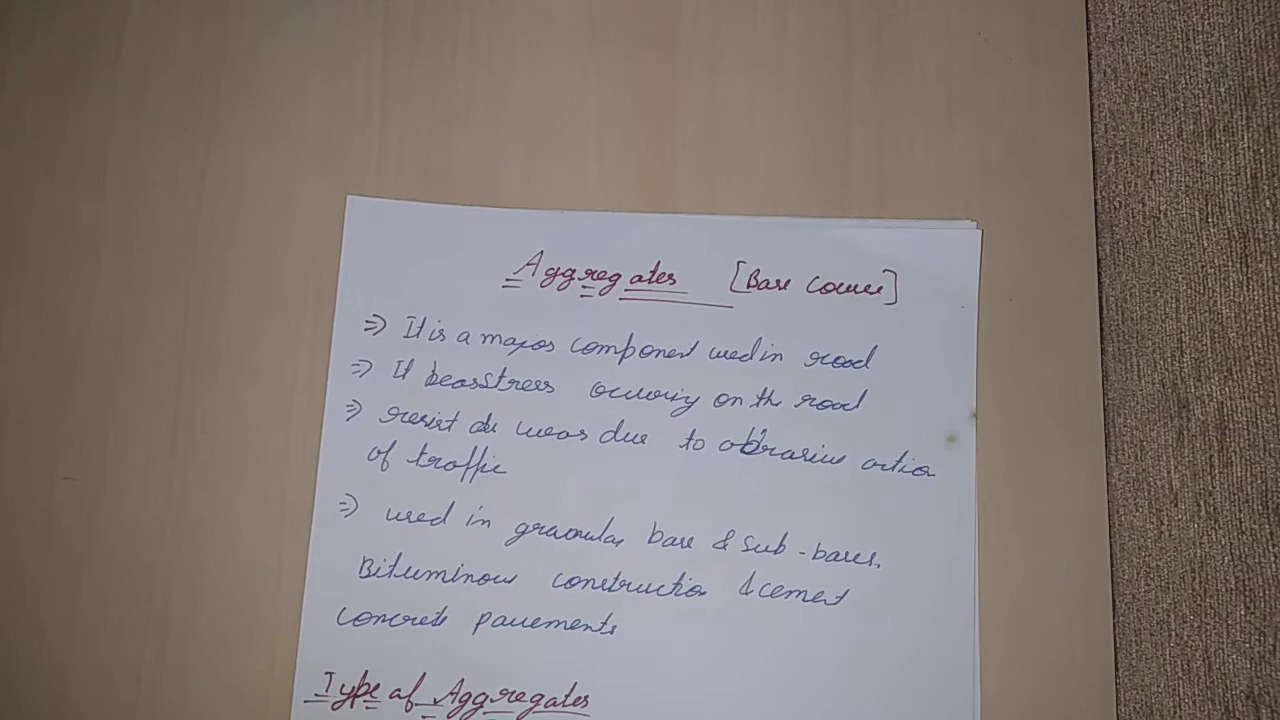 Aggregates [Base Course]
⇒ It is a major component used in road
⇒ It bears stress occuring on the road
⇒ resist wear due to abrasive action
of traffic
⇒ used in granular base & sub-bases,
Bituminous construction & cement
concrete pavements
Type of Aggregates